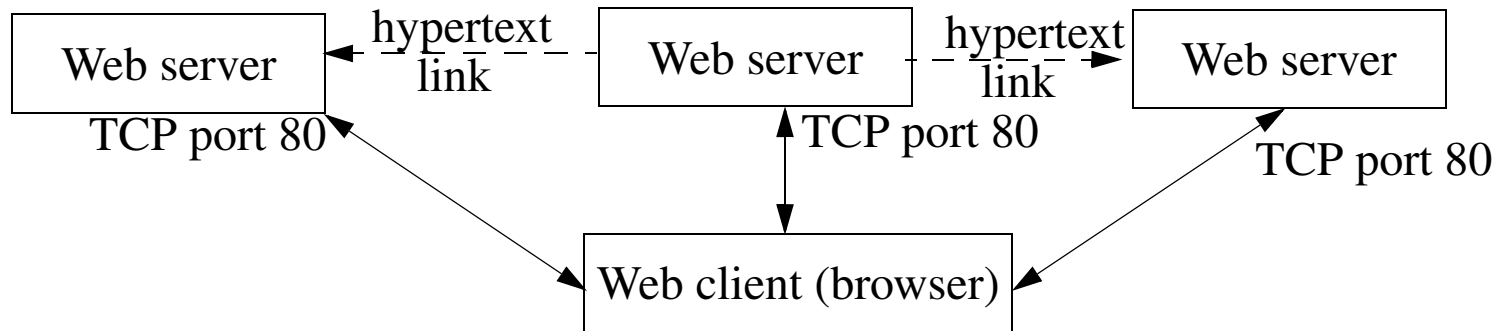 Web server
TCP port 80
hypertext
link
Web server
TCP port 80
hypertext
link
Web server
TCP port 80
Web client (browser)